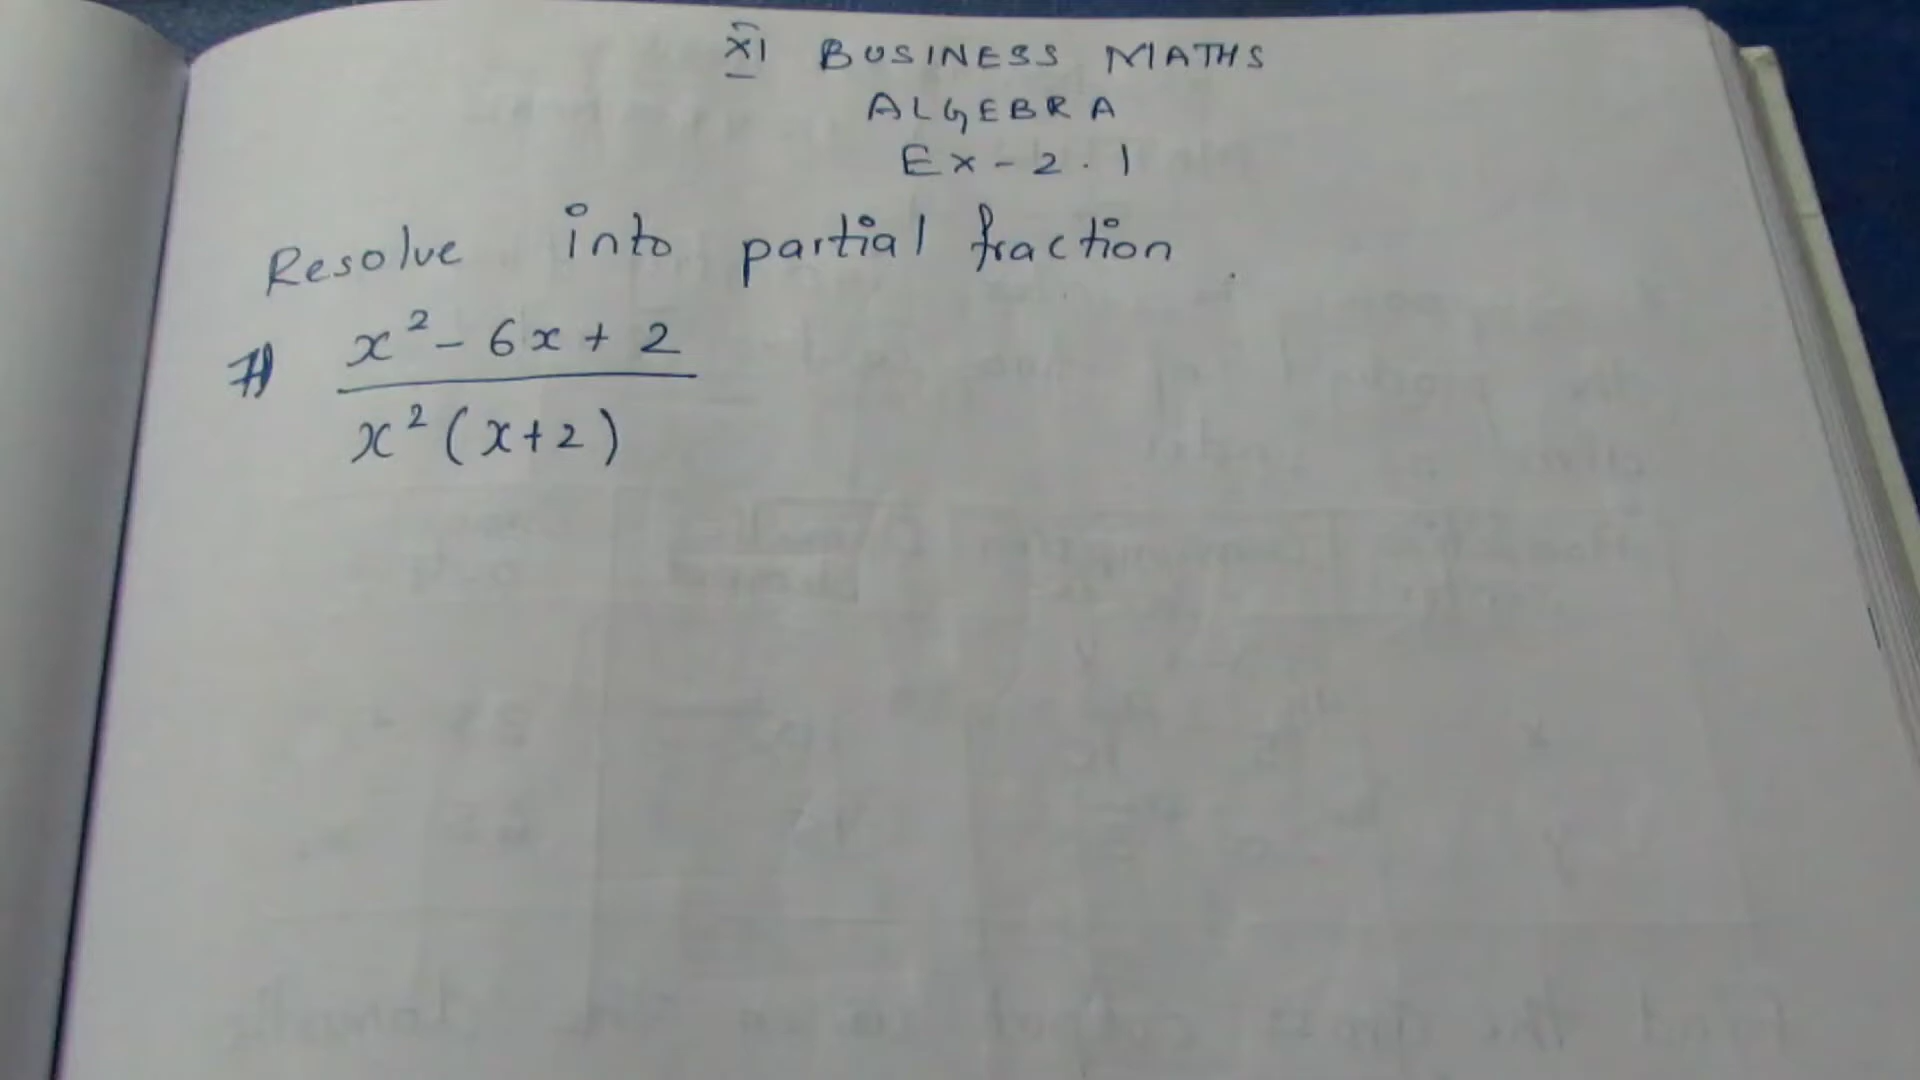 XI BUSINESS MATHS
ALGEBRA
Ex - 2.1
Resolve into partial fraction.
7) x² - 6x + 2
x² (x+2)